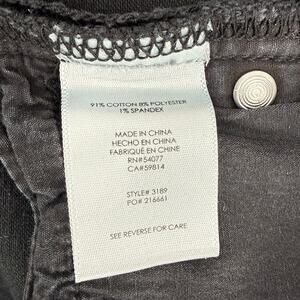 91% COTTON 8% POLYESTER
1% SPANDEX
MADE IN CHINA
HECHO EN CHINA
FABRIQUÉ EN CHINE
RN#54077
CA#59814
STYLE# 3189
PO# 216661
SEE REVERSE FOR CARE